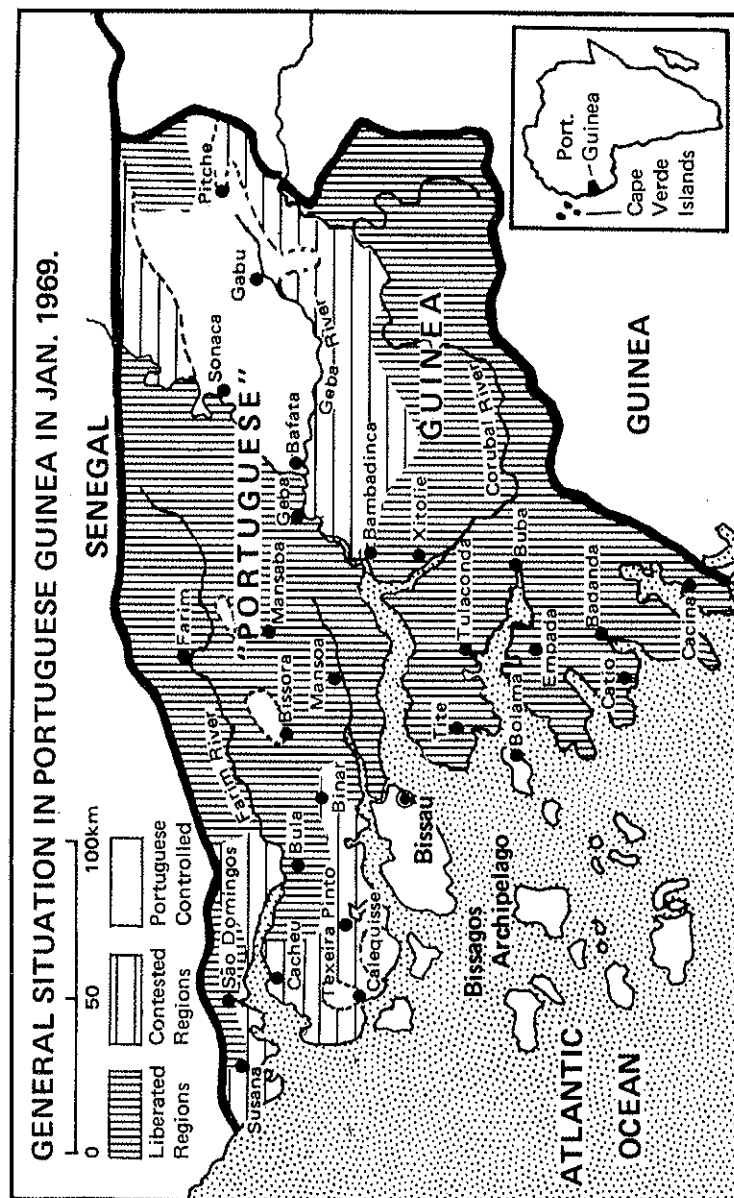 GENERAL SITUATION IN PORTUGUESE GUINEA IN JAN. 1969.
0
50
100km
Liberated
Regions
Contested
Regions
Portuguese
Controlled
SENEGAL
Susana
Sao Domingos
Farim River
Farim
Cacheu
Bula
Bissora
Mansaba
"PORTUGUESE"
Sonaca
Gabu
Pitche
Geba
Bafata
Texeira Pinto
Binar
Mansoa
Calequisse
Geba River
Bambadinca
Xitolie
GUINEA
Bissau
Tite
Tulaconda
Corubal River
Bissagos
Archipelago
Bolama
Empada
Buba
Badanda
Catio
Cacina
GUINEA
ATLANTIC
OCEAN
Port.
Guinea
Cape
Verde
Islands